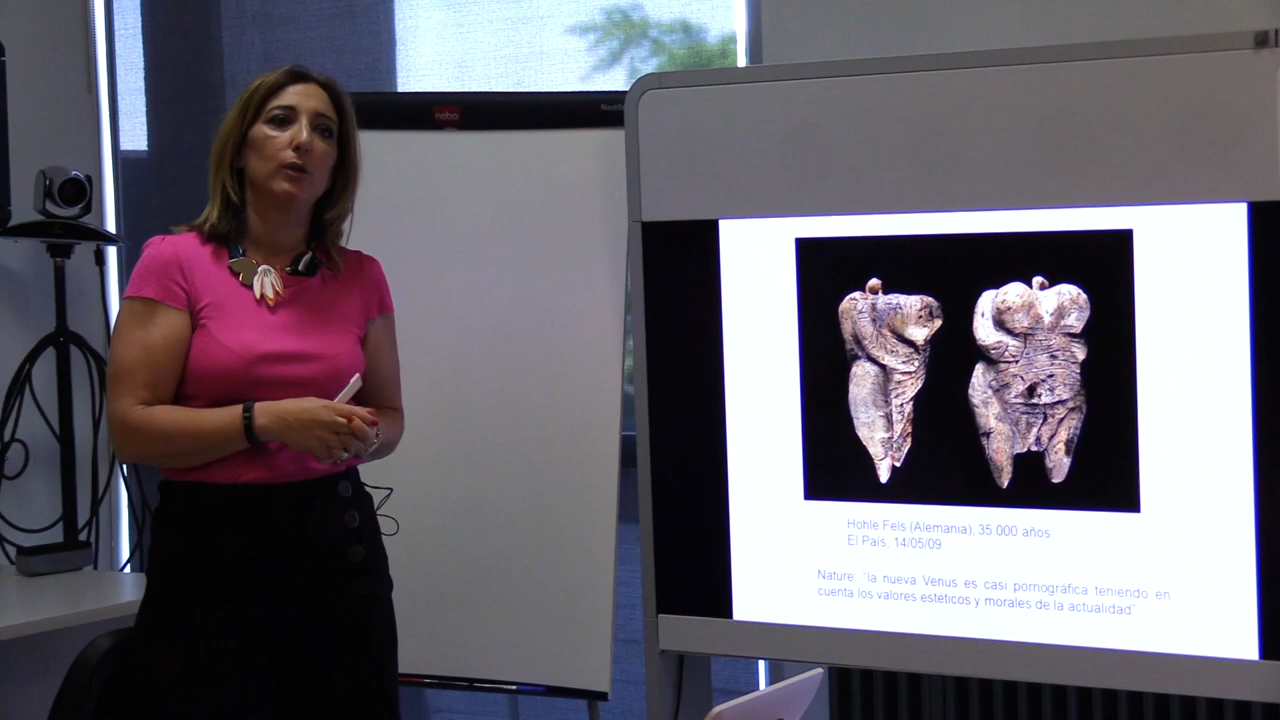 nobo
Hohle Fels (Alemania), 35.000 años
El País, 14/05/09
Nature: "la nueva Venus es casi pornográfica teniendo en
cuenta los valores estéticos y morales de la actualidad"